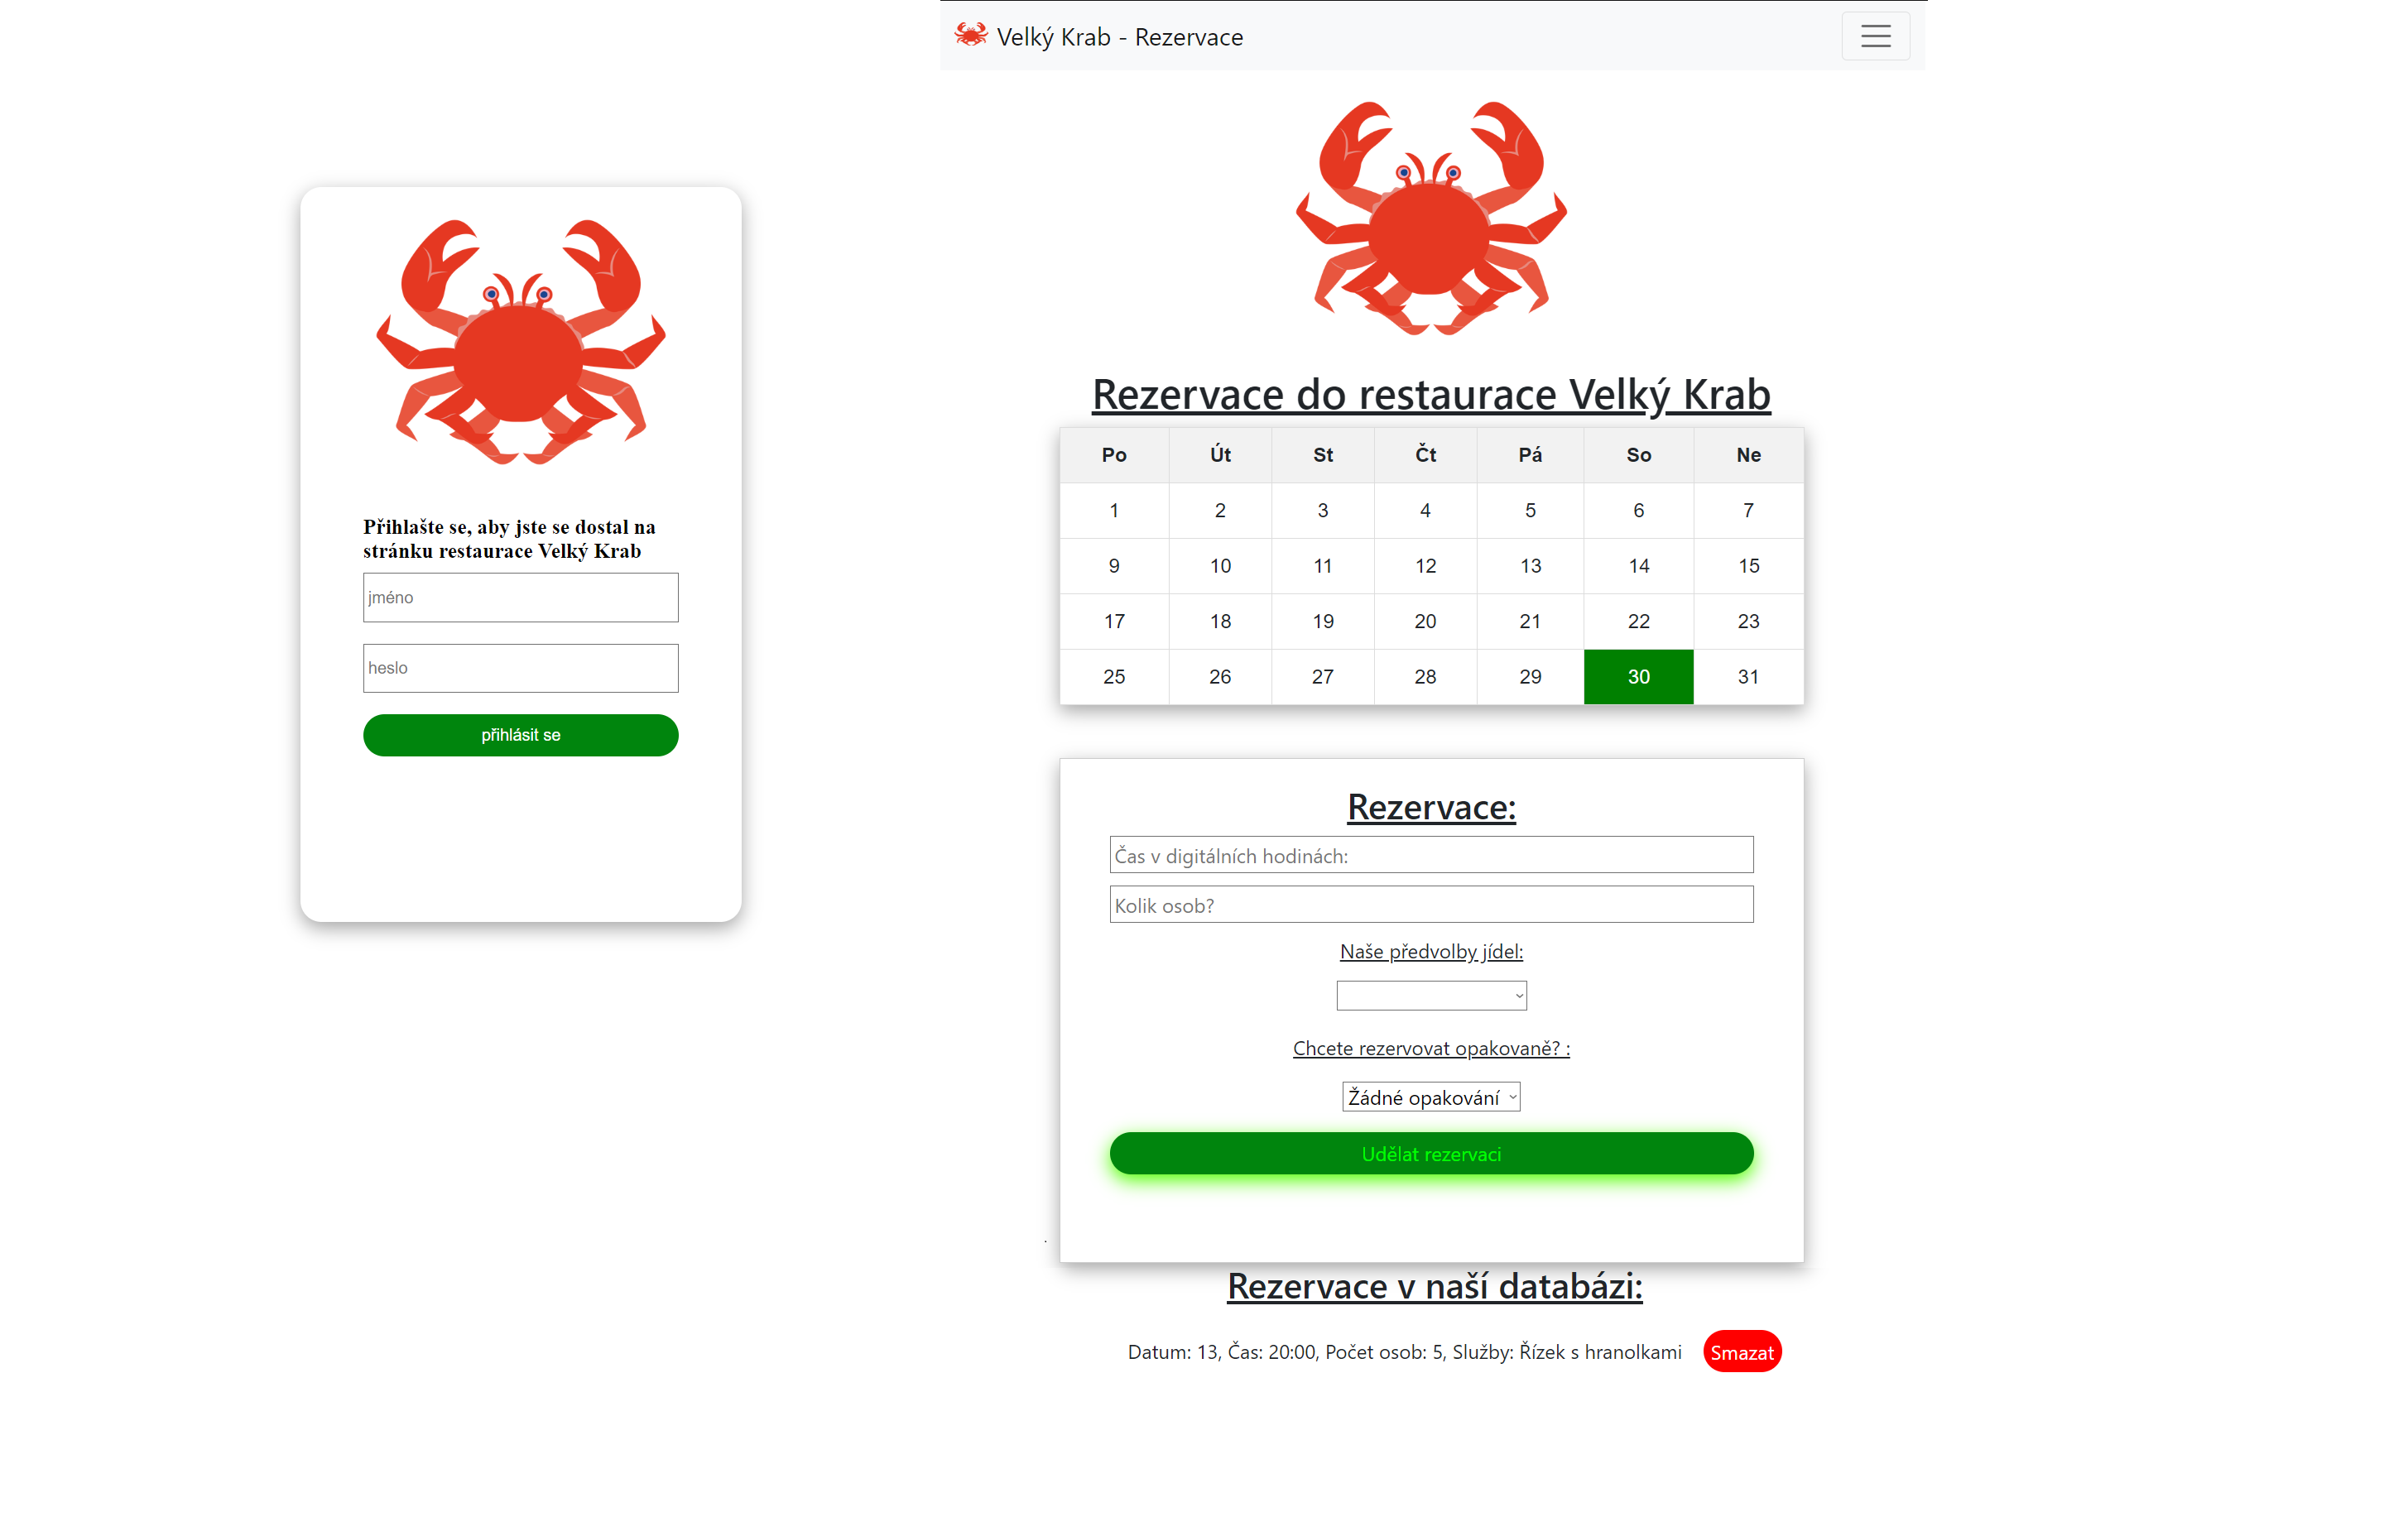 Přihlašte se, aby jste se dostal na
stránku restaurace Velký Krab
jméno
heslo
přihlásit se
Velký Krab - Rezervace
Rezervace do restaurace Velký Krab
Po Út St Čt Pá So Ne
1 2 3 4 5 6 7
9 10 11 12 13 14 15
17 18 19 20 21 22 23
25 26 27 28 29 30 31
Rezervace:
Čas v digitálních hodinách:
Kolik osob?
Naše předvolby jídel:
Chcete rezervovat opakovaně? :
Žádné opakování
Udělat rezervaci
.
Rezervace v naší databázi:
Datum: 13, Čas: 20:00, Počet osob: 5, Služby: Řízek s hranolkami Smazat